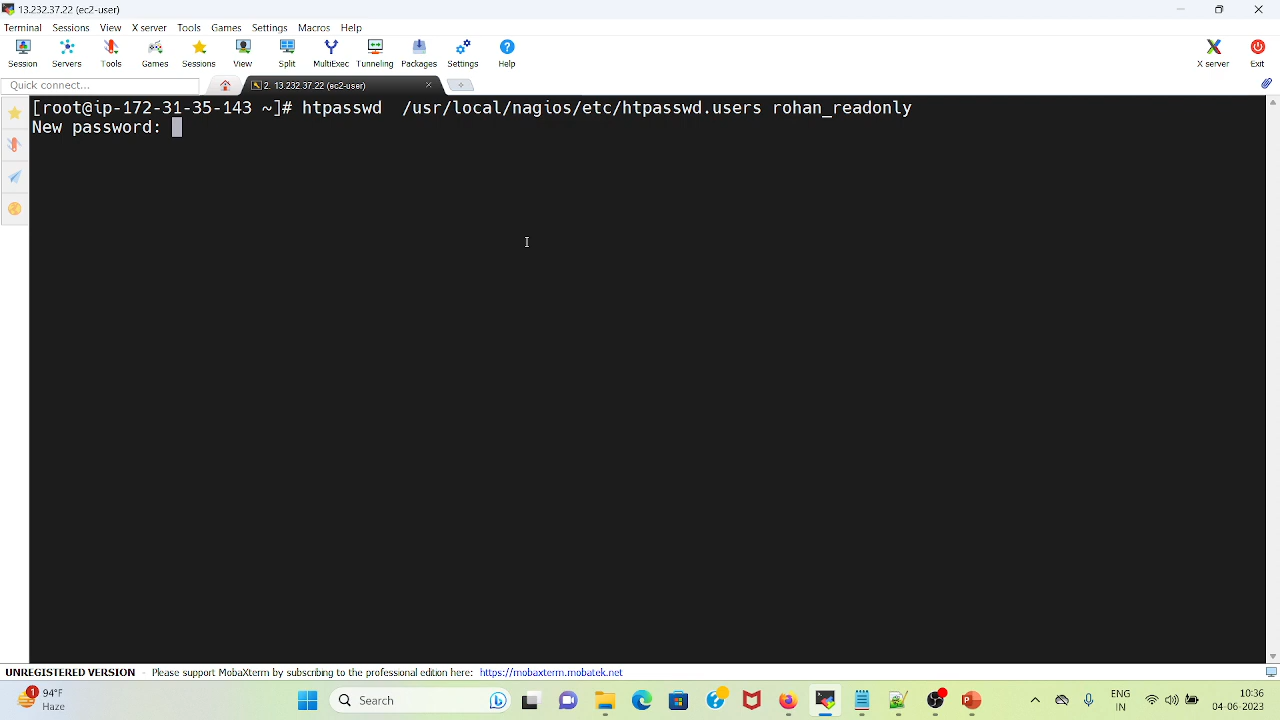 13.232.37.22 (ec2-user)
Terminal Sessions View X server Tools Games Settings Macros Help
Session Servers Tools Games Sessions View Split MultiExec Tunneling Packages Settings Help X server Exit
Quick connect... 2. 13.232.37.22 (ec2-user)
[root@ip-172-31-35-143 ~]# htpasswd  /usr/local/nagios/etc/htpasswd.users rohan_readonly
New password:
UNREGISTERED VERSION - Please support MobaXterm by subscribing to the professional edition here: https://mobaxterm.mobatek.net
1 94°F Search ENG 10:36
Haze IN 04-06-2023